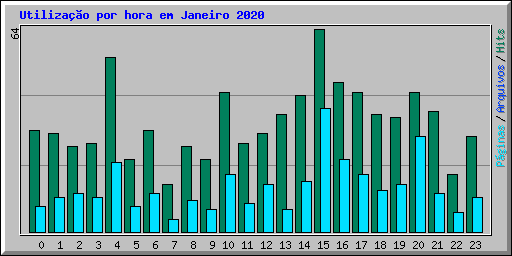 Utilização por hora em Janeiro 2020
64
Páginas / Arquivos / Hits
0 1 2 3 4 5 6 7 8 9 10 11 12 13 14 15 16 17 18 19 20 21 22 23